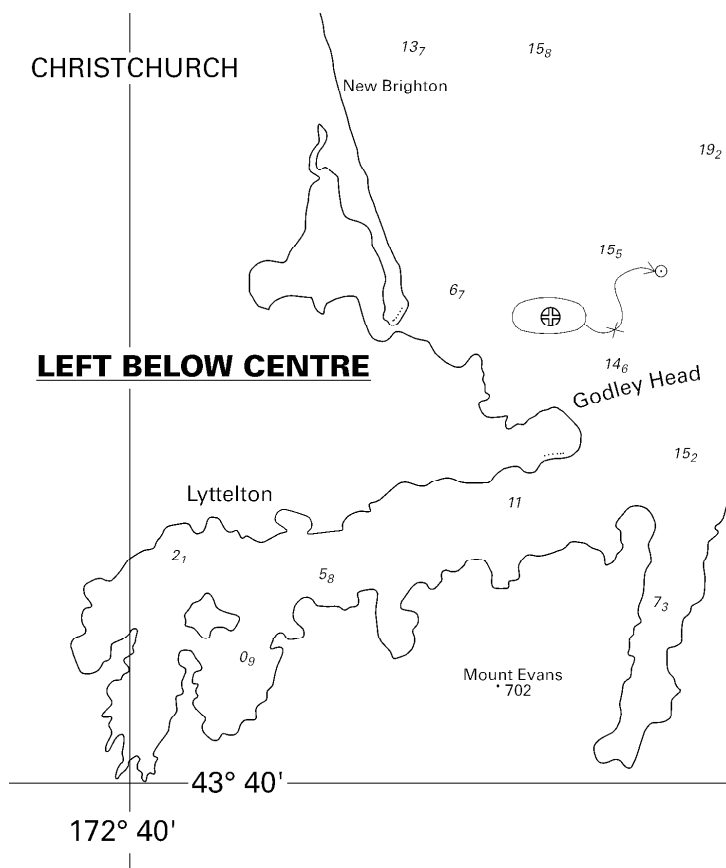 13₇
15₈
CHRISTCHURCH
New Brighton
19₂
15₅
6₇
14₆
LEFT BELOW CENTRE
Godley Head
15₂
Lyttelton
11
2₁
5₈
7₃
0₉
Mount Evans
702
43° 40'
172° 40'